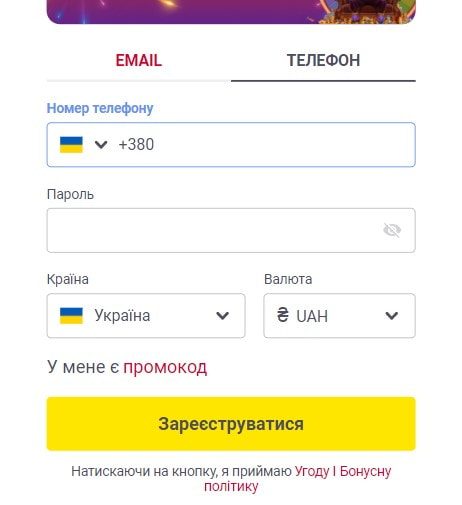 EMAIL ТЕЛЕФОН
Номер телефону
+380
Пароль
Країна Валюта
Україна ₴ UAH
У мене є промокод
Зареєструватися
Натискаючи на кнопку, я приймаю Угоду І Бонусну
політику